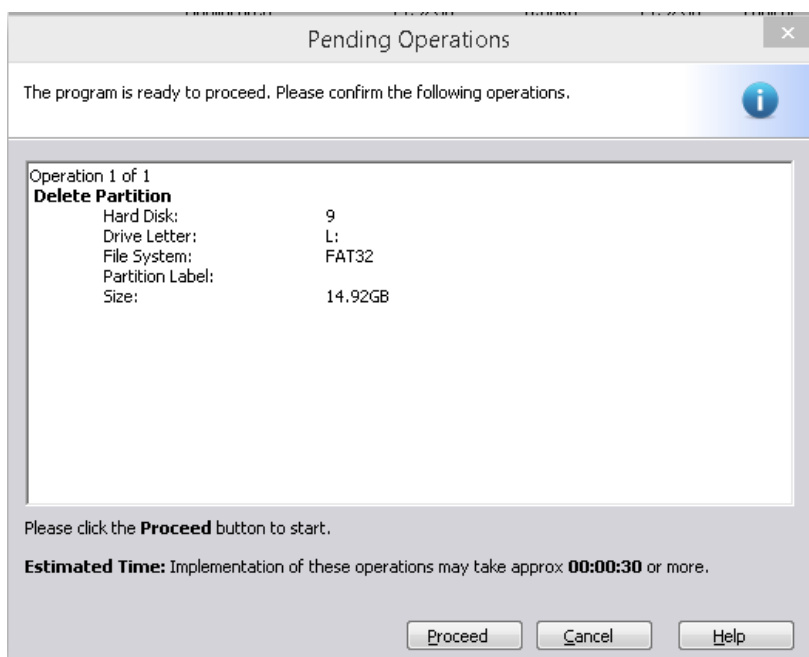 Pending Operations
The program is ready to proceed. Please confirm the following operations.
Operation 1 of 1
Delete Partition
Hard Disk: 9
Drive Letter: L:
File System: FAT32
Partition Label:
Size: 14.92GB
Please click the Proceed button to start.
Estimated Time: Implementation of these operations may take approx 00:00:30 or more.
Proceed Cancel Help